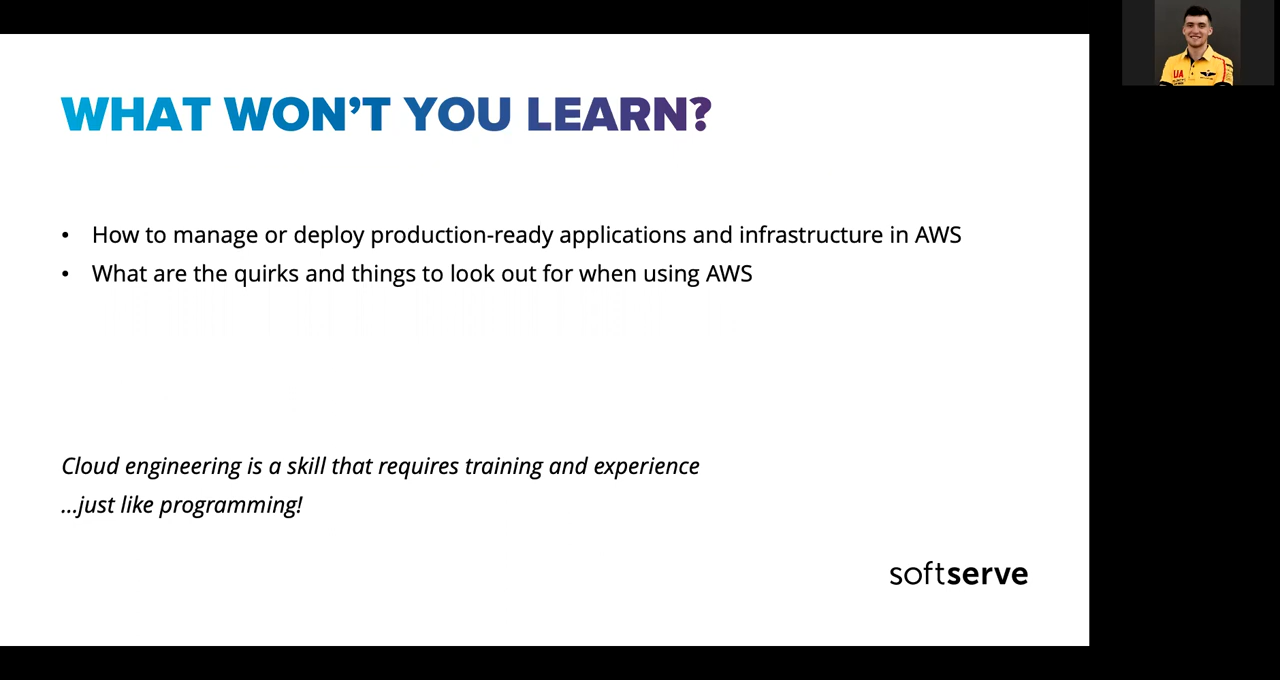 WHAT WON’T YOU LEARN?
• How to manage or deploy production-ready applications and infrastructure in AWS
• What are the quirks and things to look out for when using AWS
Cloud engineering is a skill that requires training and experience
...just like programming!
softserve
UA